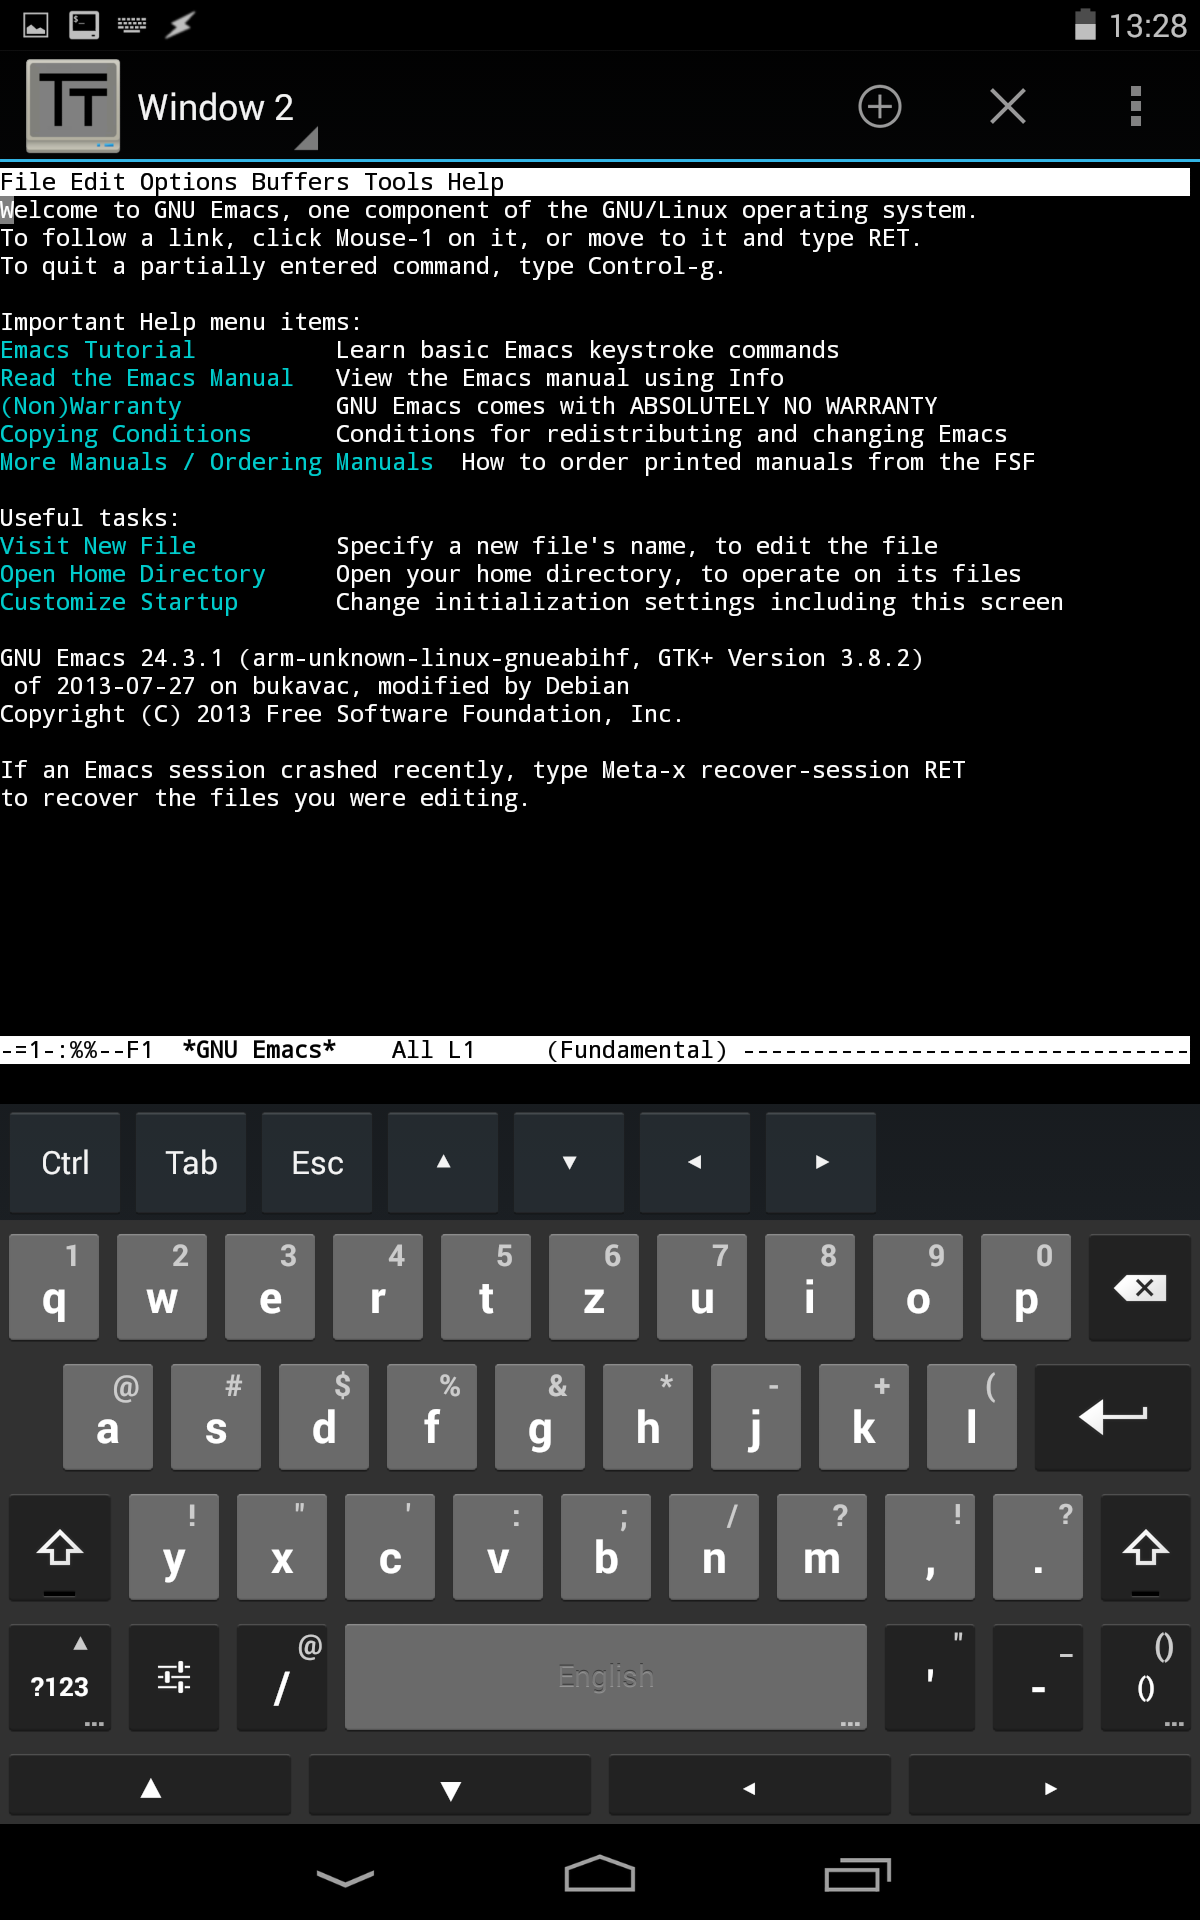 13:28
TT Window 2
File Edit Options Buffers Tools Help
Welcome to GNU Emacs, one component of the GNU/Linux operating system.
To follow a link, click Mouse-1 on it, or move to it and type RET.
To quit a partially entered command, type Control-g.
Important Help menu items:
Emacs Tutorial Learn basic Emacs keystroke commands
Read the Emacs Manual View the Emacs manual using Info
(Non)Warranty GNU Emacs comes with ABSOLUTELY NO WARRANTY
Copying Conditions Conditions for redistributing and changing Emacs
More Manuals / Ordering Manuals How to order printed manuals from the FSF
Useful tasks:
Visit New File Specify a new file's name, to edit the file
Open Home Directory Open your home directory, to operate on its files
Customize Startup Change initialization settings including this screen
GNU Emacs 24.3.1 (arm-unknown-linux-gnueabihf, GTK+ Version 3.8.2)
 of 2013-07-27 on bukavac, modified by Debian
Copyright (C) 2013 Free Software Foundation, Inc.
If an Emacs session crashed recently, type Meta-x recover-session RET
to recover the files you were editing.
-=1-:%%--F1 *GNU Emacs* All L1 (Fundamental) --------------------------------
Ctrl Tab Esc ▲ ▼ ◄ ►
1 2 3 4 5 6 7 8 9 0
q w e r t z u i o p
@ # $ % & * - + (
a s d f g h j k l
! " ' : ; / ? ! ?
y x c v b n m , .
▲ @ " _ ()
?123 / English ' - ()
... ... ...
▲ ▼ ◄ ►